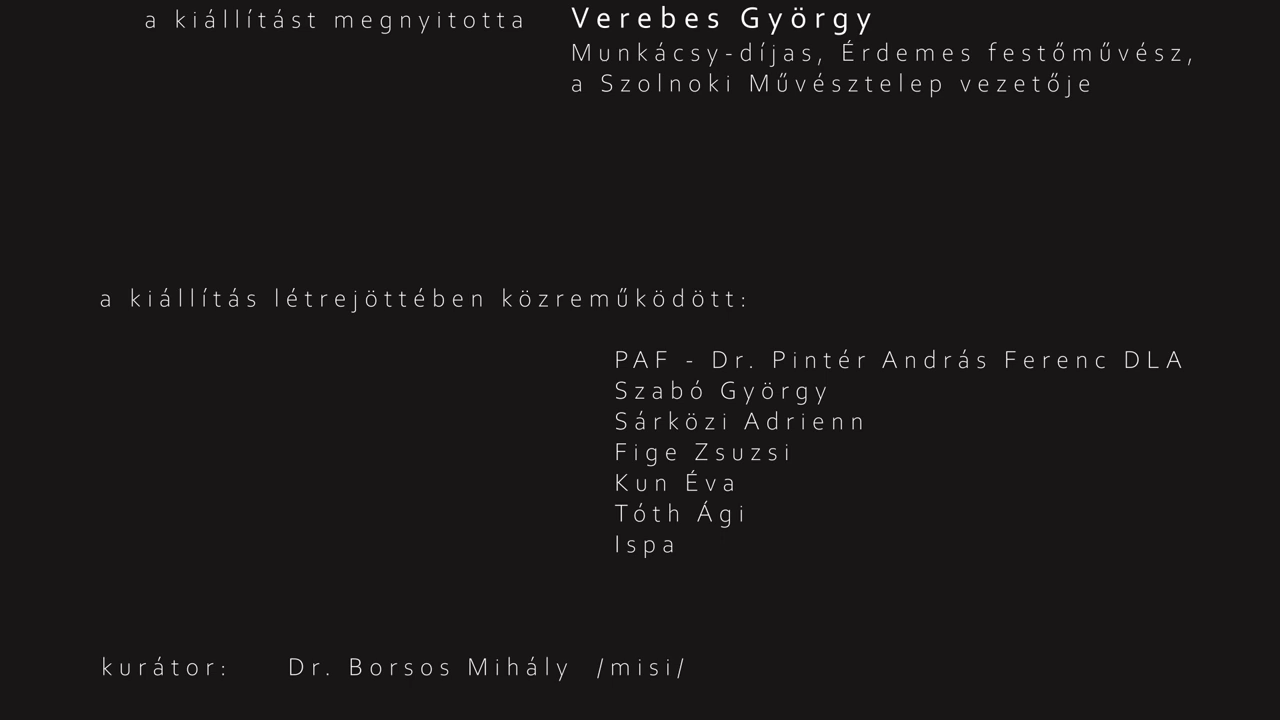 a kiállítást megnyitotta Verebes György
Munkácsy-díjas, Érdemes festőművész,
a Szolnoki Művésztelep vezetője
a kiállítás létrejöttében közreműködött:
PAF - Dr. Pintér András Ferenc DLA
Szabó György
Sárközi Adrienn
Fige Zsuzsi
Kun Éva
Tóth Ági
Ispa
kurátor: Dr. Borsos Mihály /misi/